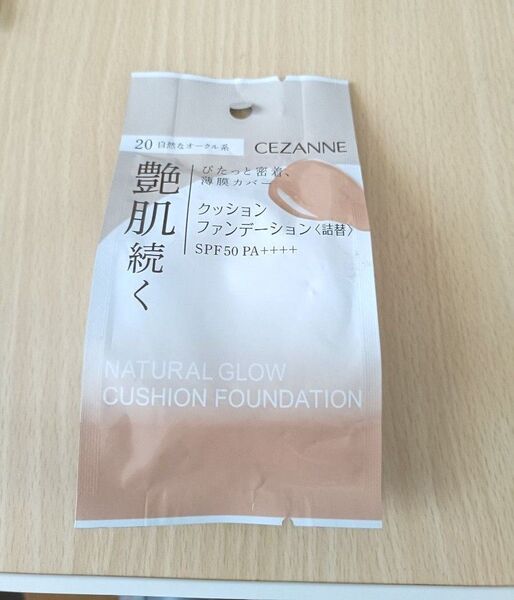 20 自然なオークル系
CEZANNE
艶肌続く
ぴたっと密着、
薄膜カバー
クッション
ファンデーション〈詰替〉
SPF50 PA++++
NATURAL GLOW
CUSHION FOUNDATION